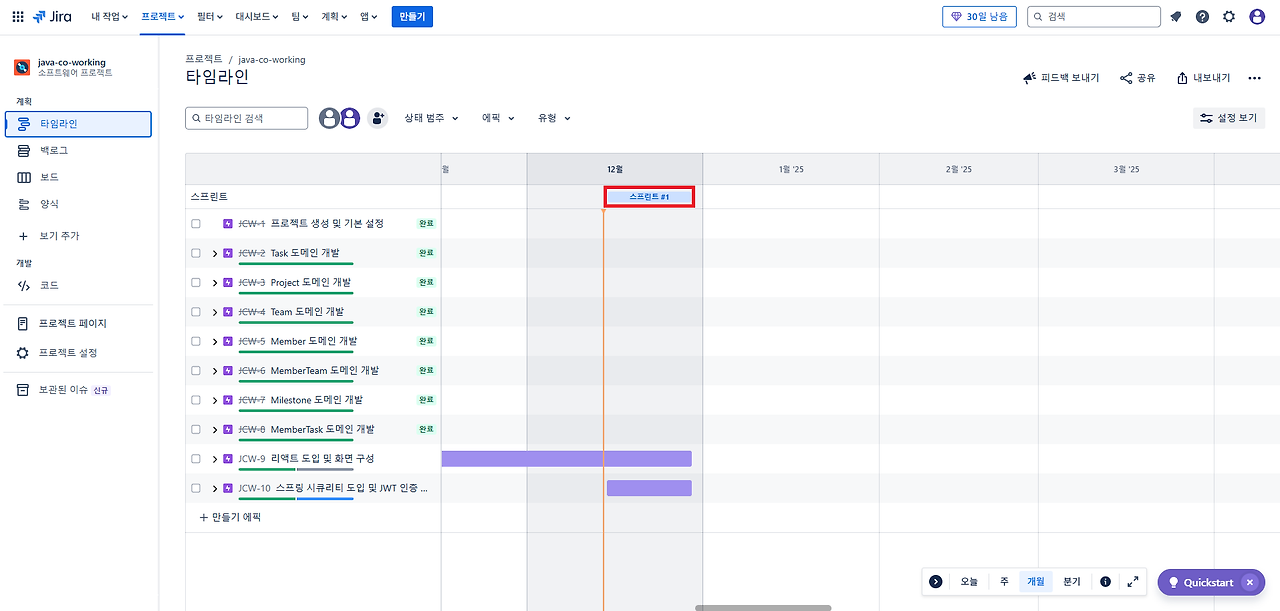 Jira 내 작업 프로젝트 필터 대시보드 팀 계획 앱 만들기 30일 남음 검색
java-co-working
소프트웨어 프로젝트
계획
타임라인
백로그
보드
양식
보기 추가
개발
코드
프로젝트 페이지
프로젝트 설정
보관된 이슈 신규
프로젝트 / java-co-working
타임라인
피드백 보내기 공유 내보내기
타임라인 검색 상태 범주 에픽 유형 설정 보기
월 12월 1월 '25 2월 '25 3월 '25
스프린트 스프린트 #1
JCW-1 프로젝트 생성 및 기본 설정 완료
JCW-2 Task 도메인 개발 완료
JCW-3 Project 도메인 개발 완료
JCW-4 Team 도메인 개발 완료
JCW-5 Member 도메인 개발 완료
JCW-6 MemberTeam 도메인 개발 완료
JCW-7 Milestone 도메인 개발 완료
JCW-8 MemberTask 도메인 개발 완료
JCW-9 리액트 도입 및 화면 구성
JCW-10 스프링 시큐리티 도입 및 JWT 인증 ...
만들기 에픽
오늘 주 개월 분기
Quickstart